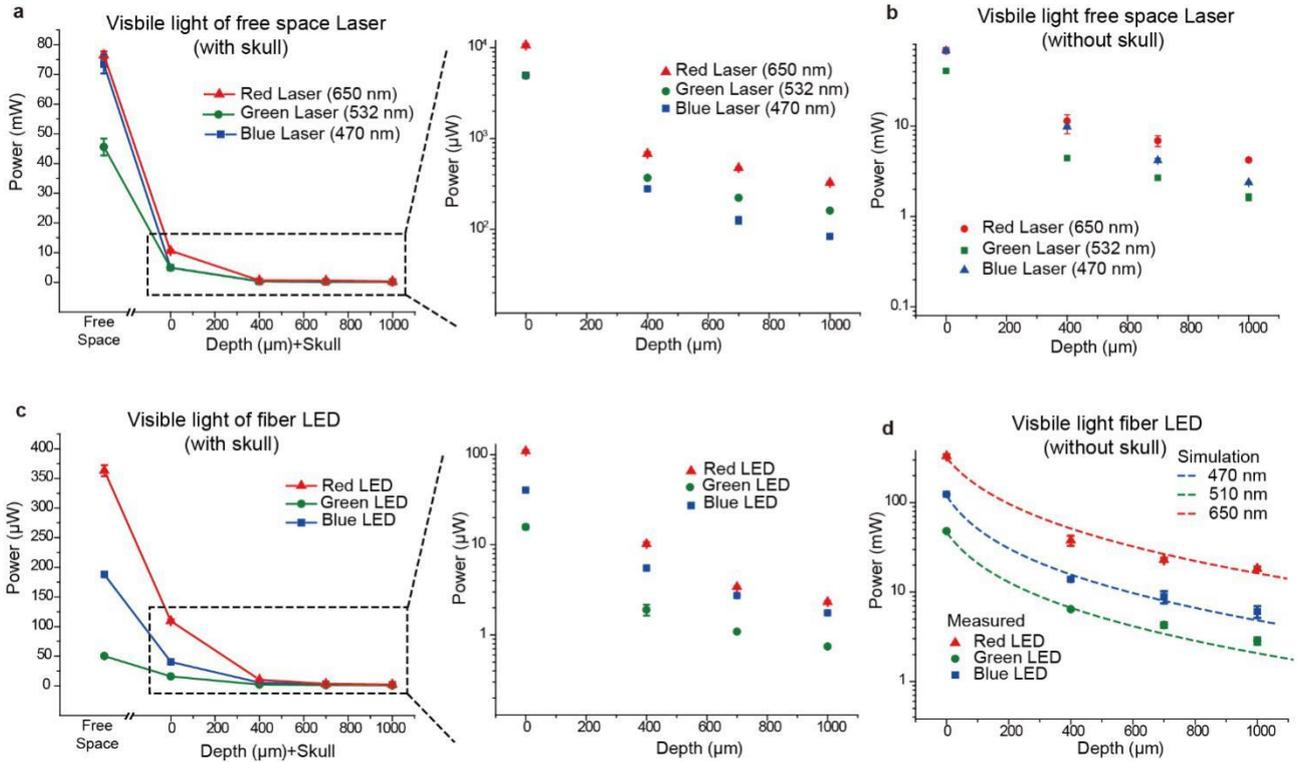 a
Visbile light of free space Laser
(with skull)
Power (mW)
80
70
60
50
40
30
20
10
0
Red Laser (650 nm)
Green Laser (532 nm)
Blue Laser (470 nm)
Free
Space
0 200 400 600 800 1000
Depth (µm)+Skull
Power (µW)
10^4
10^3
10^2
Red Laser (650 nm)
Green Laser (532 nm)
Blue Laser (470 nm)
0 200 400 600 800 1000
Depth (µm)
b
Visbile light free space Laser
(without skull)
Power (mW)
10
1
0.1
Red Laser (650 nm)
Green Laser (532 nm)
Blue Laser (470 nm)
0 200 400 600 800 1000
Depth (µm)
c
Visible light of fiber LED
(with skull)
Power (µW)
400
350
300
250
200
150
100
50
0
Red LED
Green LED
Blue LED
Free
Space
0 200 400 600 800 1000
Depth (µm)+Skull
Power (µW)
100
10
1
Red LED
Green LED
Blue LED
0 200 400 600 800 1000
Depth (µm)
d
Visbile light fiber LED
(without skull)
Simulation
470 nm
510 nm
650 nm
Power (mW)
100
10
1
Measured
Red LED
Green LED
Blue LED
0 200 400 600 800 1000
Depth (µm)